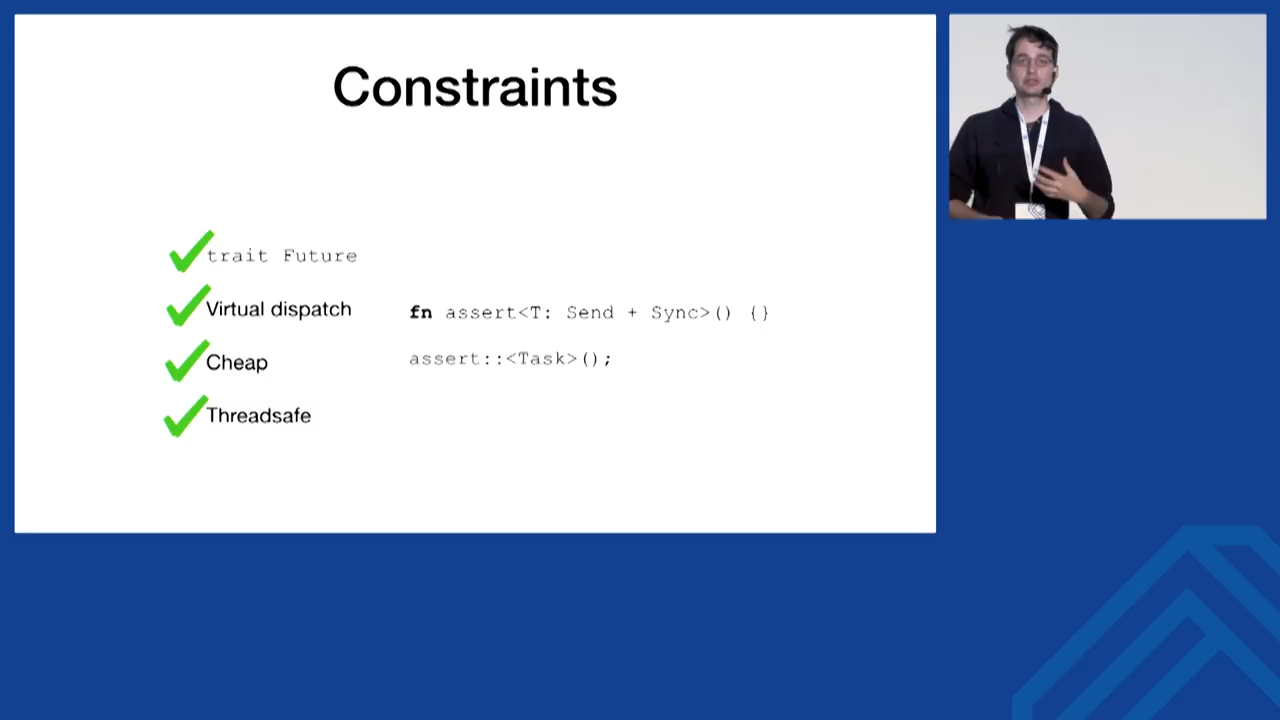 Constraints
trait Future
Virtual dispatch
Cheap
Threadsafe
fn assert<T: Send + Sync>() {}
assert::<Task>();